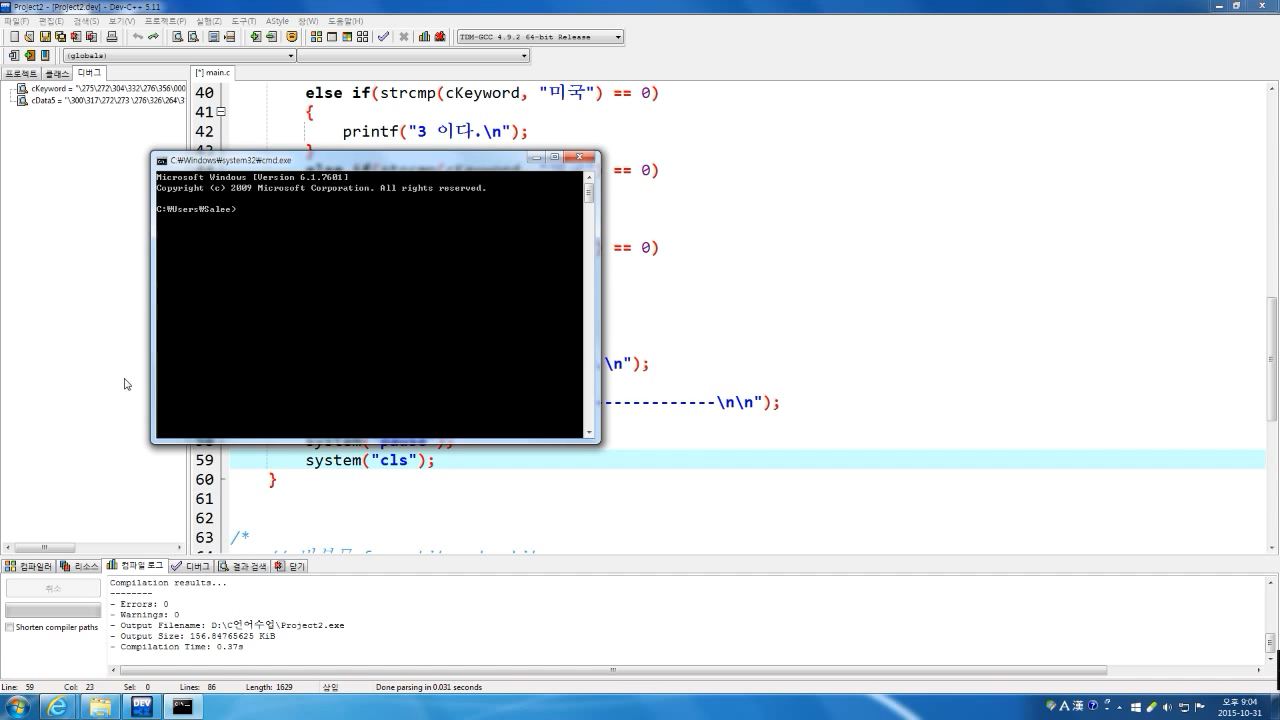 Project2 - [Project2.dev] - Dev-C++ 5.11
파일(F) 편집(E) 검색(S) 보기(V) 프로젝트(P) 실행(Z) 도구(T) AStyle 창(W) 도움말(H)
TDM-GCC 4.9.2 64-bit Release
(globals)
프로젝트 클래스 디버그
[*] main.c
cKeyword = "\275\272\304\332\276\356\000
cData5 = "\300\317\272\273 \276\326\264\3
40 else if(strcmp(cKeyword, "미국") == 0)
41 {
42 printf("3 이다.\n");
== 0)
== 0)
\n");
------------\n\n");
59 system("cls");
60 }
61
62
63 /*
C:₩Windows₩system32₩cmd.exe
Microsoft Windows [Version 6.1.7601]
Copyright (c) 2009 Microsoft Corporation. All rights reserved.
C:₩Users₩Salee>
컴파일러 리소스 컴파일 로그 디버그 결과 검색 닫기
취소
Shorten compiler paths
Compilation results...
--------
- Errors: 0
- Warnings: 0
- Output Filename: D:\C언어수업\Project2.exe
- Output Size: 156.84765625 KiB
- Compilation Time: 0.37s
Line: 59 Col: 23 Sel: 0 Lines: 86 Length: 1629 삽입 Done parsing in 0.031 seconds
DEV
A 漢
오후 9:04
2015-10-31